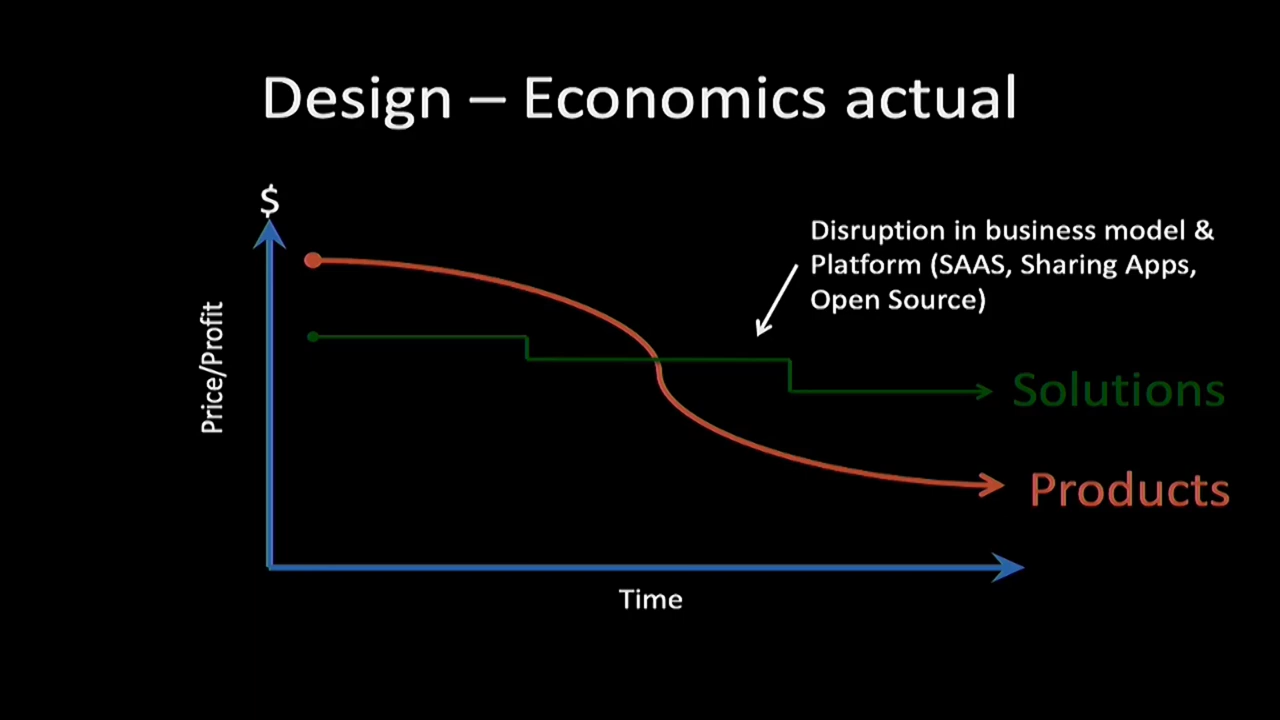 Design – Economics actual
$
Disruption in business model &
Platform (SAAS, Sharing Apps,
Open Source)
Price/Profit
Solutions
Products
Time